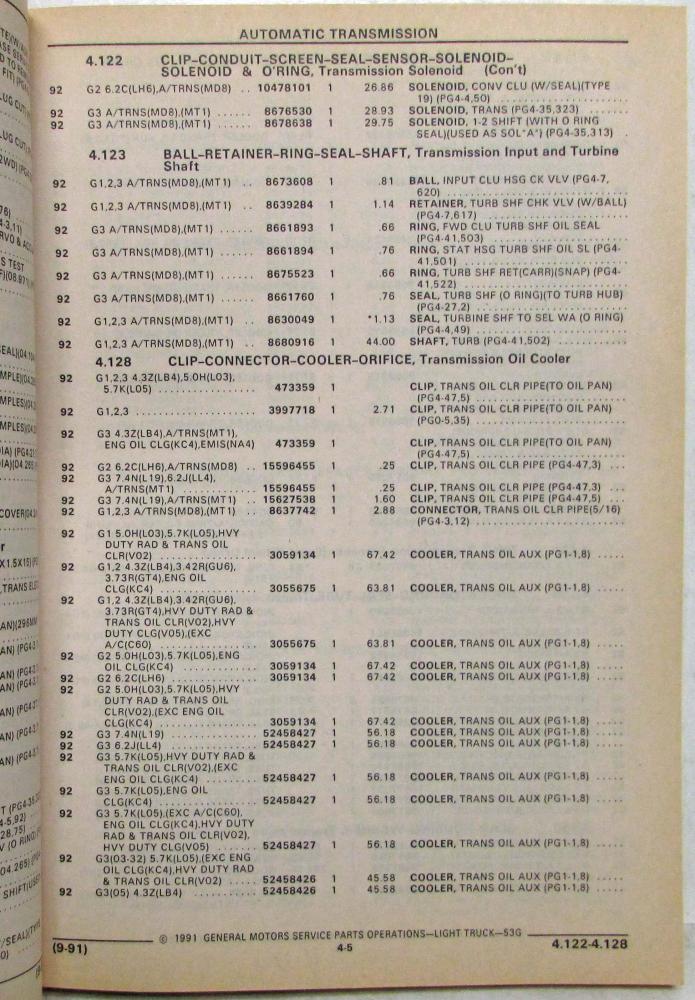 AUTOMATIC TRANSMISSION
4.122 CLIP–CONDUIT–SCREEN–SEAL–SENSOR–SOLENOID–
SOLENOID & O'RING, Transmission Solenoid (Con't)
92 G2 6.2C(LH6),A/TRNS(MD8) .. 10478101 1 26.86 SOLENOID, CONV CLU (W/SEAL)(TYPE
19) (PG4-4,50) ..................
92 G3 A/TRNS(MD8),(MT1) ...... 8676530 1 28.93 SOLENOID, TRANS (PG4-35,323) ......
92 G3 A/TRNS(MD8),(MT1) ...... 8678638 1 29.75 SOLENOID, 1-2 SHIFT (WITH O RING
SEAL)(USED AS SOL"A") (PG4-35,313) .
4.123 BALL–RETAINER–RING–SEAL–SHAFT, Transmission Input and Turbine
Shaft
92 G1,2,3 A/TRNS(MD8),(MT1) .. 8673608 1 .81 BALL, INPUT CLU HSG CK VLV (PG4-7,
620) ........................
92 G1,2,3 A/TRNS(MD8),(MT1) .. 8639284 1 1.14 RETAINER, TURB SHF CHK VLV (W/BALL)
(PG4-7,617) ...................
92 G3 A/TRNS(MD8),(MT1) ...... 8661893 1 .66 RING, FWD CLU TURB SHF OIL SEAL
(PG4-41,503) ..................
92 G3 A/TRNS(MD8),(MT1) ...... 8661894 1 .76 RING, STAT HSG TURB SHF OIL SL (PG4-
41,501) ......................
92 G3 A/TRNS(MD8),(MT1) ...... 8675523 1 .66 RING, TURB SHF RET(CARR)(SNAP) (PG4-
41,522) ......................
92 G3 A/TRNS(MD8),(MT1) ...... 8661760 1 .76 SEAL, TURB SHF (O RING)(TO TURB HUB)
(PG4-27,2) ....................
92 G1,2,3 A/TRNS(MD8),(MT1) .. 8630049 1 *1.13 SEAL, TURBINE SHF TO SEL WA (O RING)
(PG4-4,49) ....................
92 G1,2,3 A/TRNS(MD8),(MT1) .. 8680916 1 44.00 SHAFT, TURB (PG4-41,502) ...........
4.128 CLIP–CONNECTOR–COOLER–ORIFICE, Transmission Oil Cooler
92 G1,2,3 4.3Z(LB4),5.0H(L03),
5.7K(L05) ................ 473359 1 CLIP, TRANS OIL CLR PIPE(TO OIL PAN)
(PG4-47,5) ....................
92 G1,2,3 .................... 3997718 1 2.71 CLIP, TRANS OIL CLR PIPE(TO OIL PAN)
(PG0-5,35) ....................
92 G3 4.3Z(LB4),A/TRNS(MT1),
ENG OIL CLG(KC4),EMIS(NA4) 473359 1 CLIP, TRANS OIL CLR PIPE(TO OIL PAN)
(PG4-47,5) ....................
92 G2 6.2C(LH6),A/TRNS(MD8) .. 15596455 1 .25 CLIP, TRANS OIL CLR PIPE (PG4-47,3) ...
92 G3 7.4N(L19),6.2J(LL4),
A/TRNS(MT1) ............. 15596455 1 .25 CLIP, TRANS OIL CLR PIPE (PG4-47,3) ...
92 G3 7.4N(L19),A/TRNS(MT1) .. 15627538 1 1.60 CLIP, TRANS OIL CLR PIPE (PG4-47,5) ...
92 G1,2,3 A/TRNS(MD8),(MT1) .. 8637742 1 2.88 CONNECTOR, TRANS OIL CLR PIPE(5/16)
(PG4-3,12) ....................
92 G1 5.0H(L03),5.7K(L05),HVY
DUTY RAD & TRANS OIL
CLR(V02) ................ 3059134 1 67.42 COOLER, TRANS OIL AUX (PG1-1,8) .....
92 G1,2 4.3Z(LB4),3.42R(GU6),
3.73R(GT4),ENG OIL
CLG(KC4) ................ 3055675 1 63.81 COOLER, TRANS OIL AUX (PG1-1,8) .....
92 G1,2 4.3Z(LB4),3.42R(GU6),
3.73R(GT4),HVY DUTY RAD &
TRANS OIL CLR(V02),HVY
DUTY CLG(V05),(EXC
A/C(C60) ................ 3055675 1 63.81 COOLER, TRANS OIL AUX (PG1-1,8) .....
92 G2 5.0H(L03),5.7K(L05),ENG
OIL CLG(KC4) ............. 3059134 1 67.42 COOLER, TRANS OIL AUX (PG1-1,8) .....
92 G2 6.2C(LH6) .............. 3059134 1 67.42 COOLER, TRANS OIL AUX (PG1-1,8) .....
92 G2 5.0H(L03),5.7K(L05),HVY
DUTY RAD & TRANS OIL
CLR(V02),(EXC ENG OIL
CLG(KC4) ................ 3059134 1 67.42 COOLER, TRANS OIL AUX (PG1-1,8) .....
92 G3 7.4N(L19) .............. 52458427 1 56.18 COOLER, TRANS OIL AUX (PG1-1,8) .....
92 G3 6.2J(LL4) .............. 52458427 1 56.18 COOLER, TRANS OIL AUX (PG1-1,8) .....
92 G3 5.7K(L05),HVY DUTY RAD &
TRANS OIL CLR(V02),(EXC
ENG OIL CLG(KC4) ........ 52458427 1 56.18 COOLER, TRANS OIL AUX (PG1-1,8) .....
92 G3 5.7K(L05),ENG OIL
CLG(KC4) ................ 52458427 1 56.18 COOLER, TRANS OIL AUX (PG1-1,8) .....
92 G3 5.7K(L05),(EXC A/C(C60),
ENG OIL CLG(KC4),HVY DUTY
RAD & TRANS OIL CLR(V02),
HVY DUTY CLG(V05) ....... 52458427 1 56.18 COOLER, TRANS OIL AUX (PG1-1,8) .....
92 G3(03-32) 5.7K(L05),(EXC ENG
OIL CLG(KC4),HVY DUTY RAD
& TRANS OIL CLR(V02) ..... 52458426 1 45.58 COOLER, TRANS OIL AUX (PG1-1,8) .....
92 G3(05) 4.3Z(LB4) ........... 52458426 1 45.58 COOLER, TRANS OIL AUX (PG1-1,8) .....
© 1991 GENERAL MOTORS SERVICE PARTS OPERATIONS—LIGHT TRUCK—53G
(9-91) 4-5 4.122-4.128